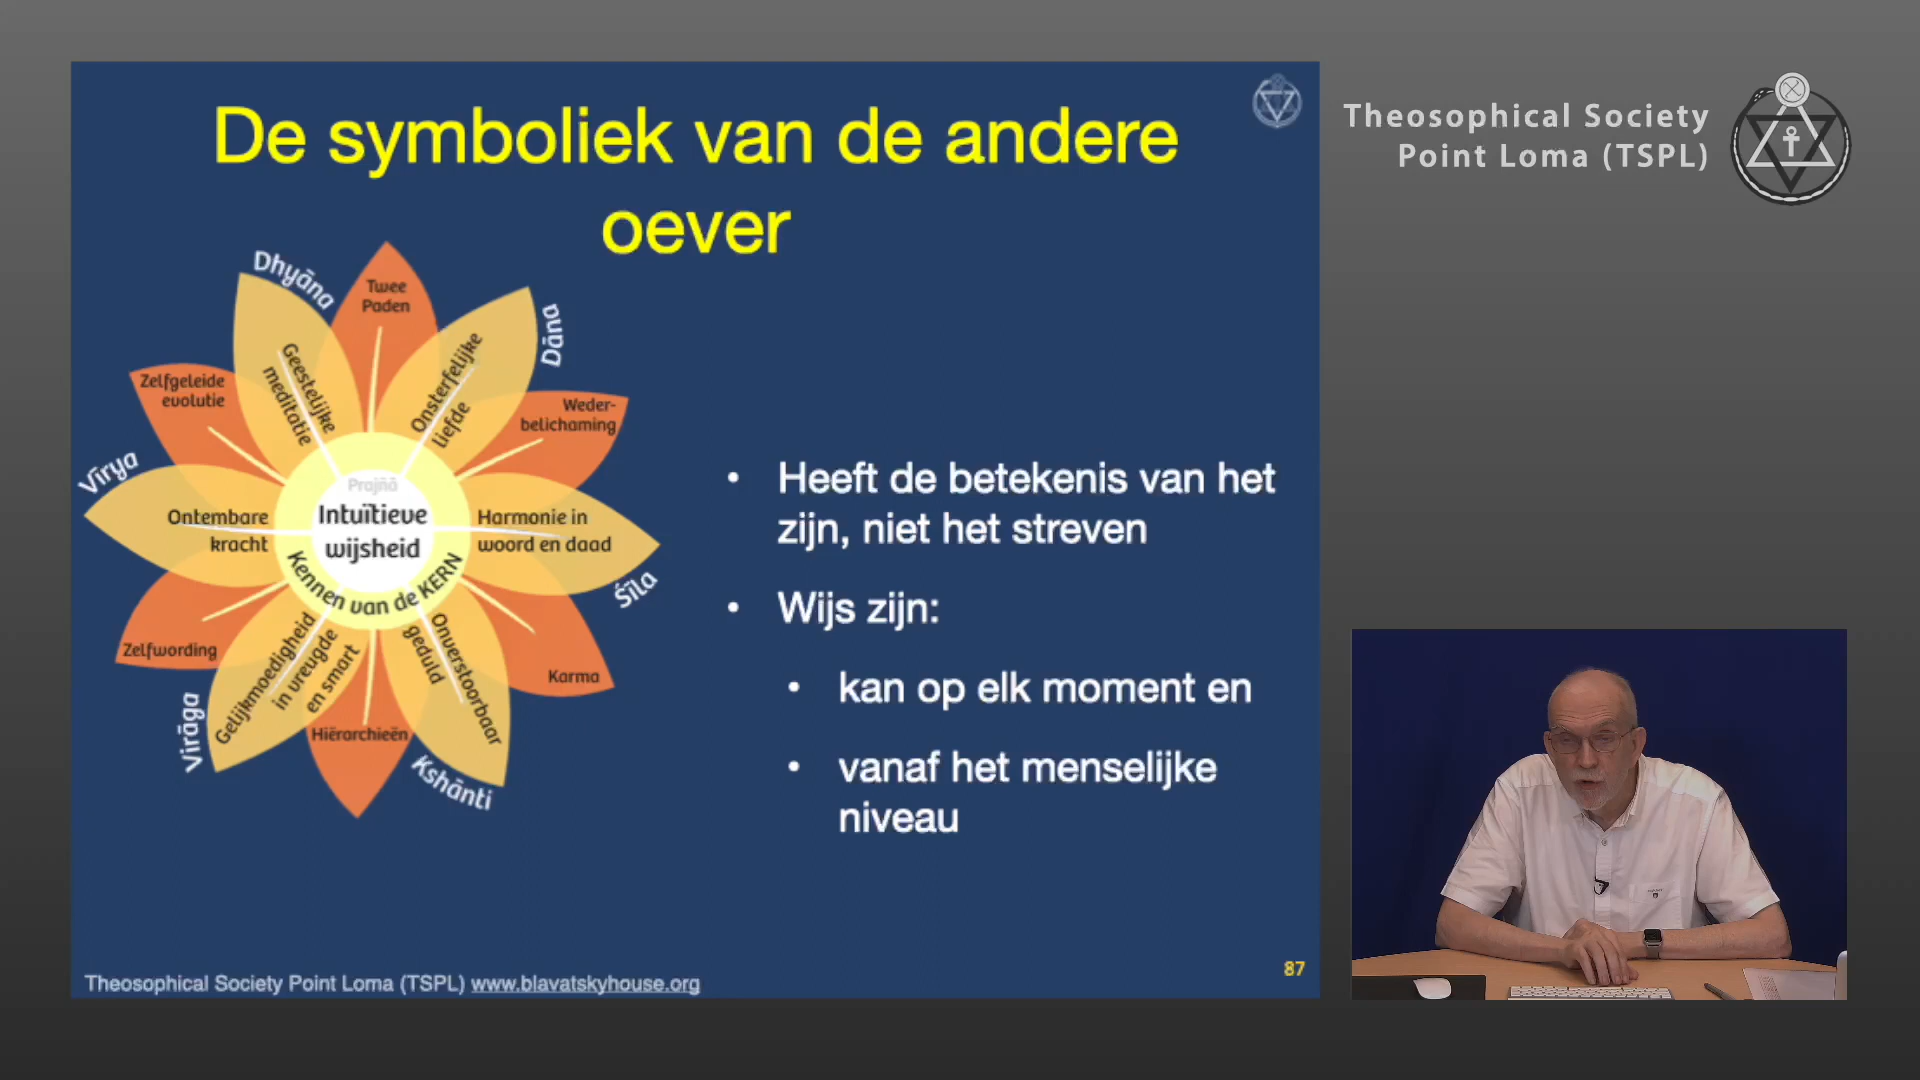 De symboliek van de andere
oever
Theosophical Society
Point Loma (TSPL)
Dhyāna
Twee
Paden
Dāna
Geestelijke
meditatie
Onsterfelijke
liefde
Zelfgeleide
evolutie
Weder-
belichaming
Vīrya
Prajñā
Intuïtieve
wijsheid
Ontembare
kracht
Harmonie in
woord en daad
Kennen van de KERN
Śīla
Zelfwording
Gelijkmoedigheid
in vreugde
en smart
Onverstoorbaar
geduld
Karma
Virāga
Hiërarchieën
Kshānti
• Heeft de betekenis van het
zijn, niet het streven
• Wijs zijn:
• kan op elk moment en
• vanaf het menselijke
niveau
Theosophical Society Point Loma (TSPL) www.blavatskyhouse.org
87